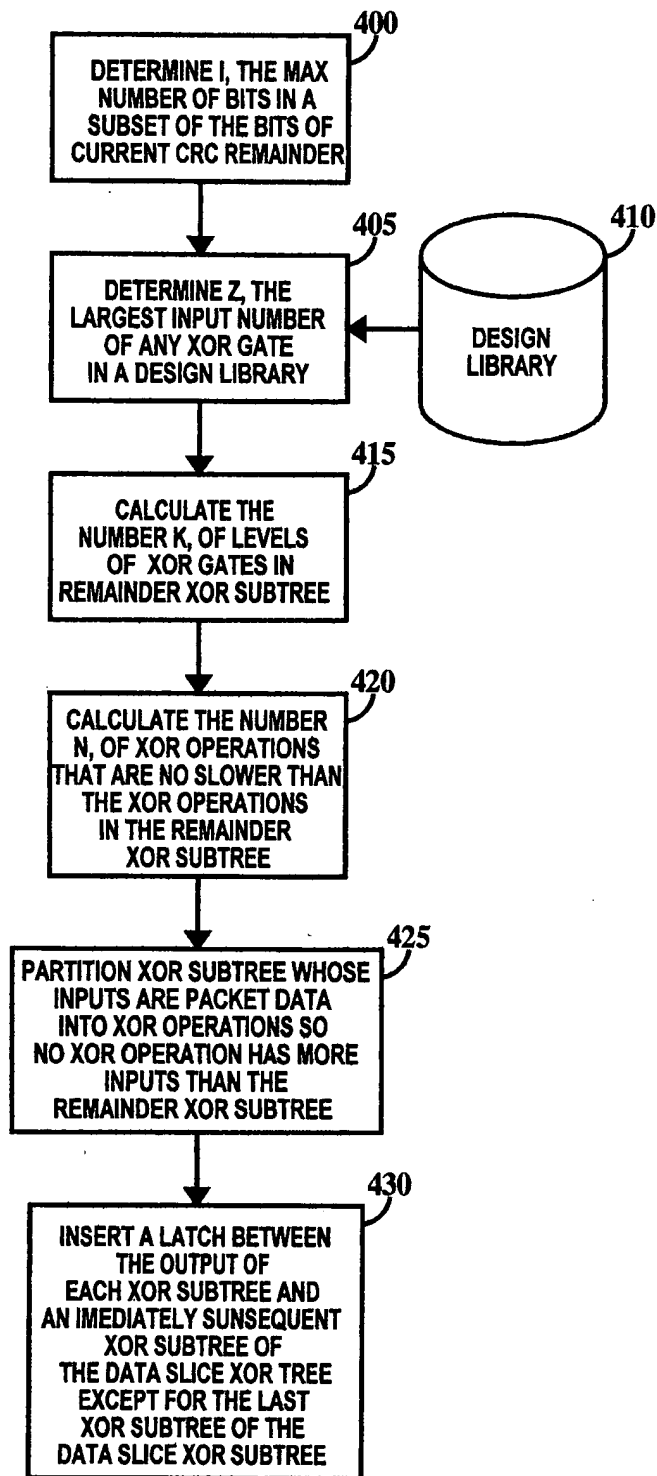 400
DETERMINE I, THE MAX
NUMBER OF BITS IN A
SUBSET OF THE BITS OF
CURRENT CRC REMAINDER
405
DETERMINE Z, THE
LARGEST INPUT NUMBER
OF ANY XOR GATE
IN A DESIGN LIBRARY
410
DESIGN
LIBRARY
415
CALCULATE THE
NUMBER K, OF LEVELS
OF XOR GATES IN
REMAINDER XOR SUBTREE
420
CALCULATE THE NUMBER
N, OF XOR OPERATIONS
THAT ARE NO SLOWER THAN
THE XOR OPERATIONS
IN THE REMAINDER
XOR SUBTREE
425
PARTITION XOR SUBTREE WHOSE
INPUTS ARE PACKET DATA
INTO XOR OPERATIONS SO
NO XOR OPERATION HAS MORE
INPUTS THAN THE
REMAINDER XOR SUBTREE
430
INSERT A LATCH BETWEEN
THE OUTPUT OF
EACH XOR SUBTREE AND
AN IMEDIATELY SUNSEQUENT
XOR SUBTREE OF
THE DATA SLICE XOR TREE
EXCEPT FOR THE LAST
XOR SUBTREE OF THE
DATA SLICE XOR SUBTREE